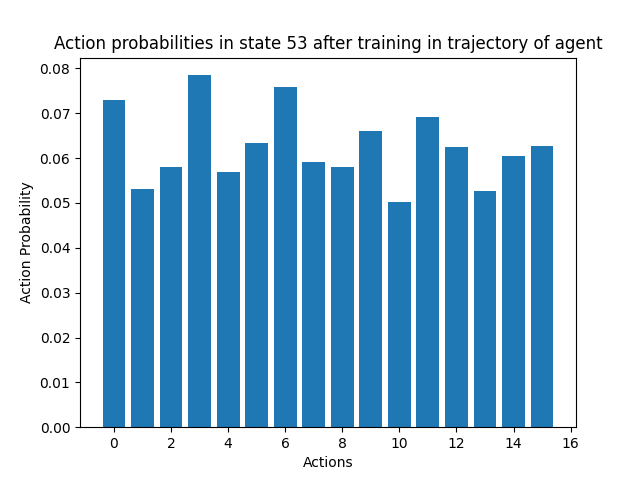 Action probabilities in state 53 after training in trajectory of agent
0.08
0.07
0.06
0.05
0.04
0.03
0.02
0.01
0.00
Action Probability
0 2 4 6 8 10 12 14 16
Actions